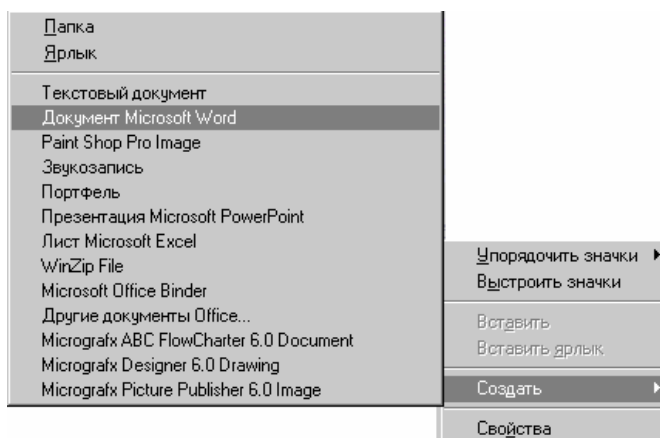 Папка
Ярлык
Текстовый документ
Документ Microsoft Word
Paint Shop Pro Image
Звукозапись
Портфель
Презентация Microsoft PowerPoint
Лист Microsoft Excel
WinZip File
Microsoft Office Binder
Другие документы Office...
Micrografx ABC FlowCharter 6.0 Document
Micrografx Designer 6.0 Drawing
Micrografx Picture Publisher 6.0 Image
Упорядочить значки
Выстроить значки
Вставить
Вставить ярлык
Создать
Свойства